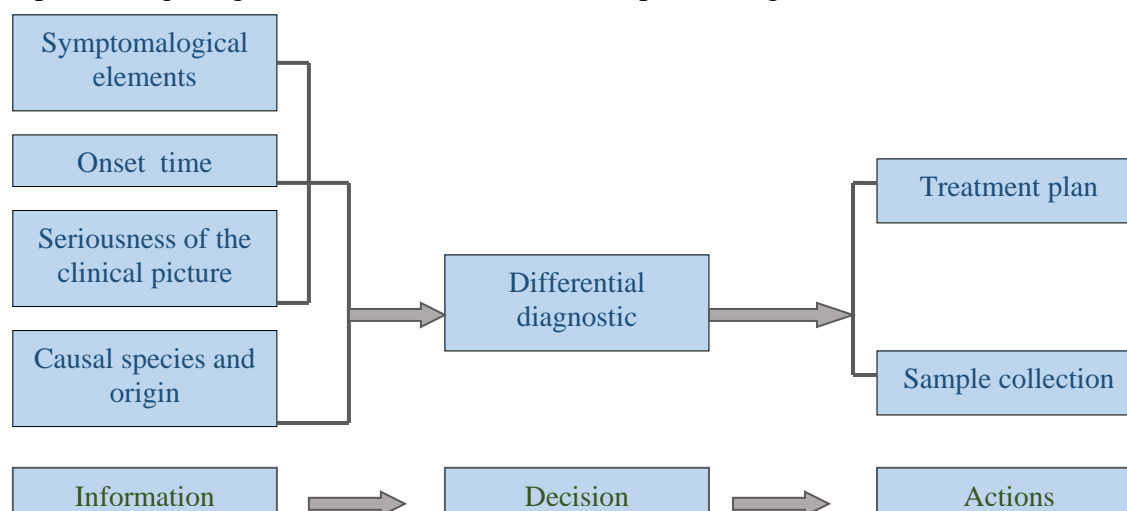 Symptomalogical
elements
Onset time
Seriousness of the
clinical picture
Causal species and
origin
Differential
diagnostic
Treatment plan
Sample collection
Information
Decision
Actions